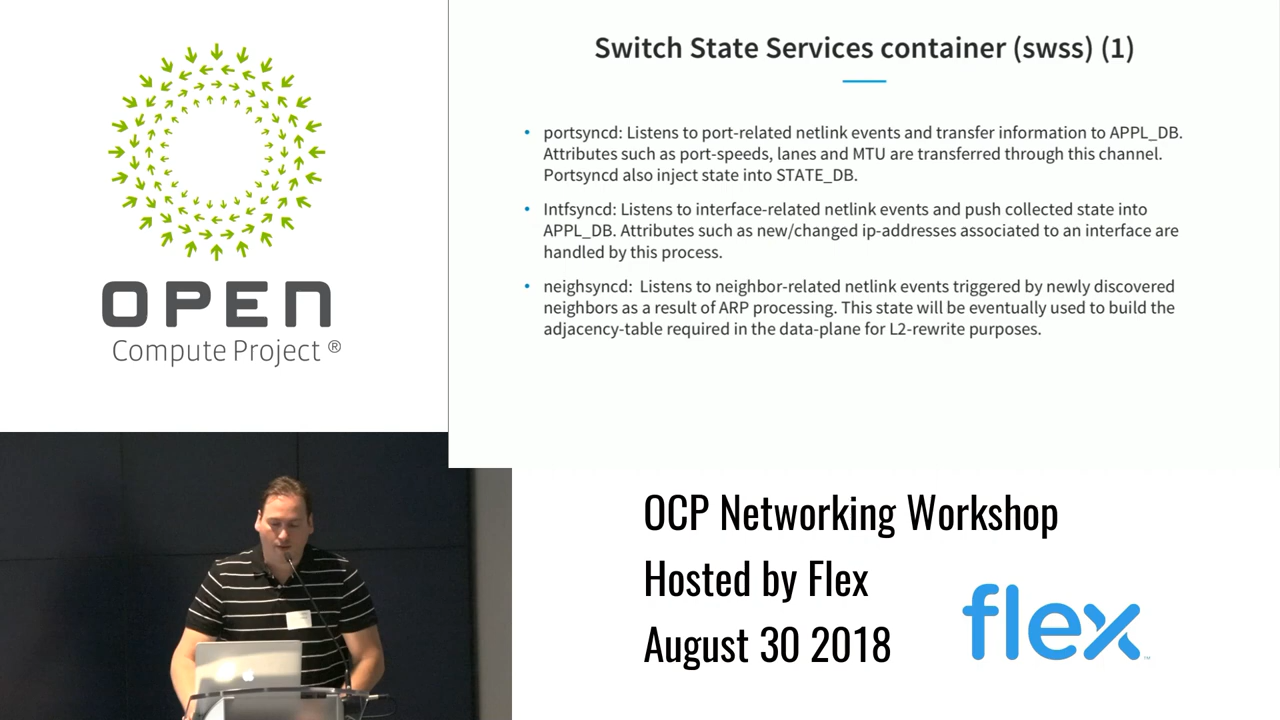 OPEN
Compute Project ®
Switch State Services container (swss) (1)
• portsyncd: Listens to port-related netlink events and transfer information to APPL_DB.
Attributes such as port-speeds, lanes and MTU are transferred through this channel.
Portsyncd also inject state into STATE_DB.
• Intfsyncd: Listens to interface-related netlink events and push collected state into
APPL_DB. Attributes such as new/changed ip-addresses associated to an interface are
handled by this process.
• neighsyncd: Listens to neighbor-related netlink events triggered by newly discovered
neighbors as a result of ARP processing. This state will be eventually used to build the
adjacency-table required in the data-plane for L2-rewrite purposes.
OCP Networking Workshop
Hosted by Flex
August 30 2018
flex™